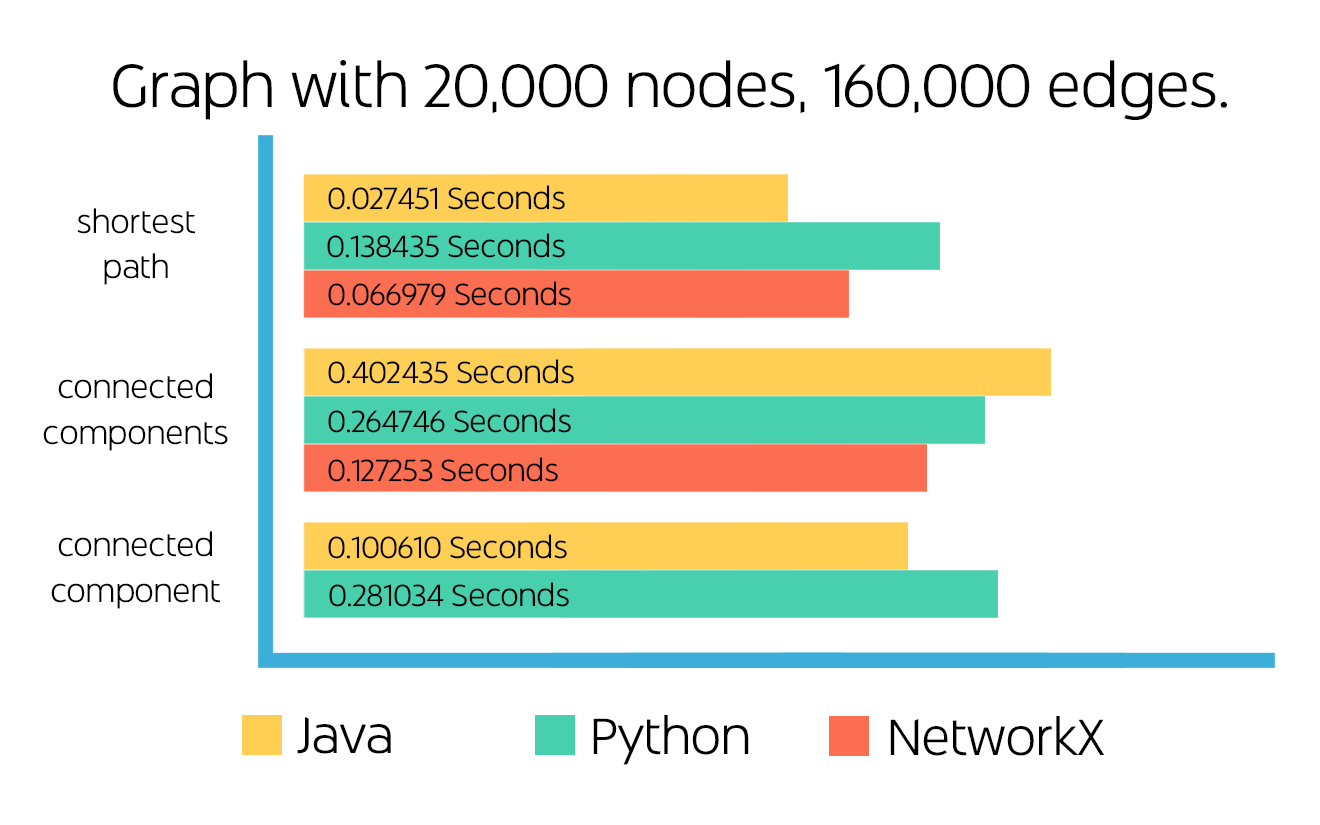 Graph with 20,000 nodes, 160,000 edges.
shortest
path
0.027451 Seconds
0.138435 Seconds
0.066979 Seconds
connected
components
0.402435 Seconds
0.264746 Seconds
0.127253 Seconds
connected
component
0.100610 Seconds
0.281034 Seconds
Java
Python
NetworkX